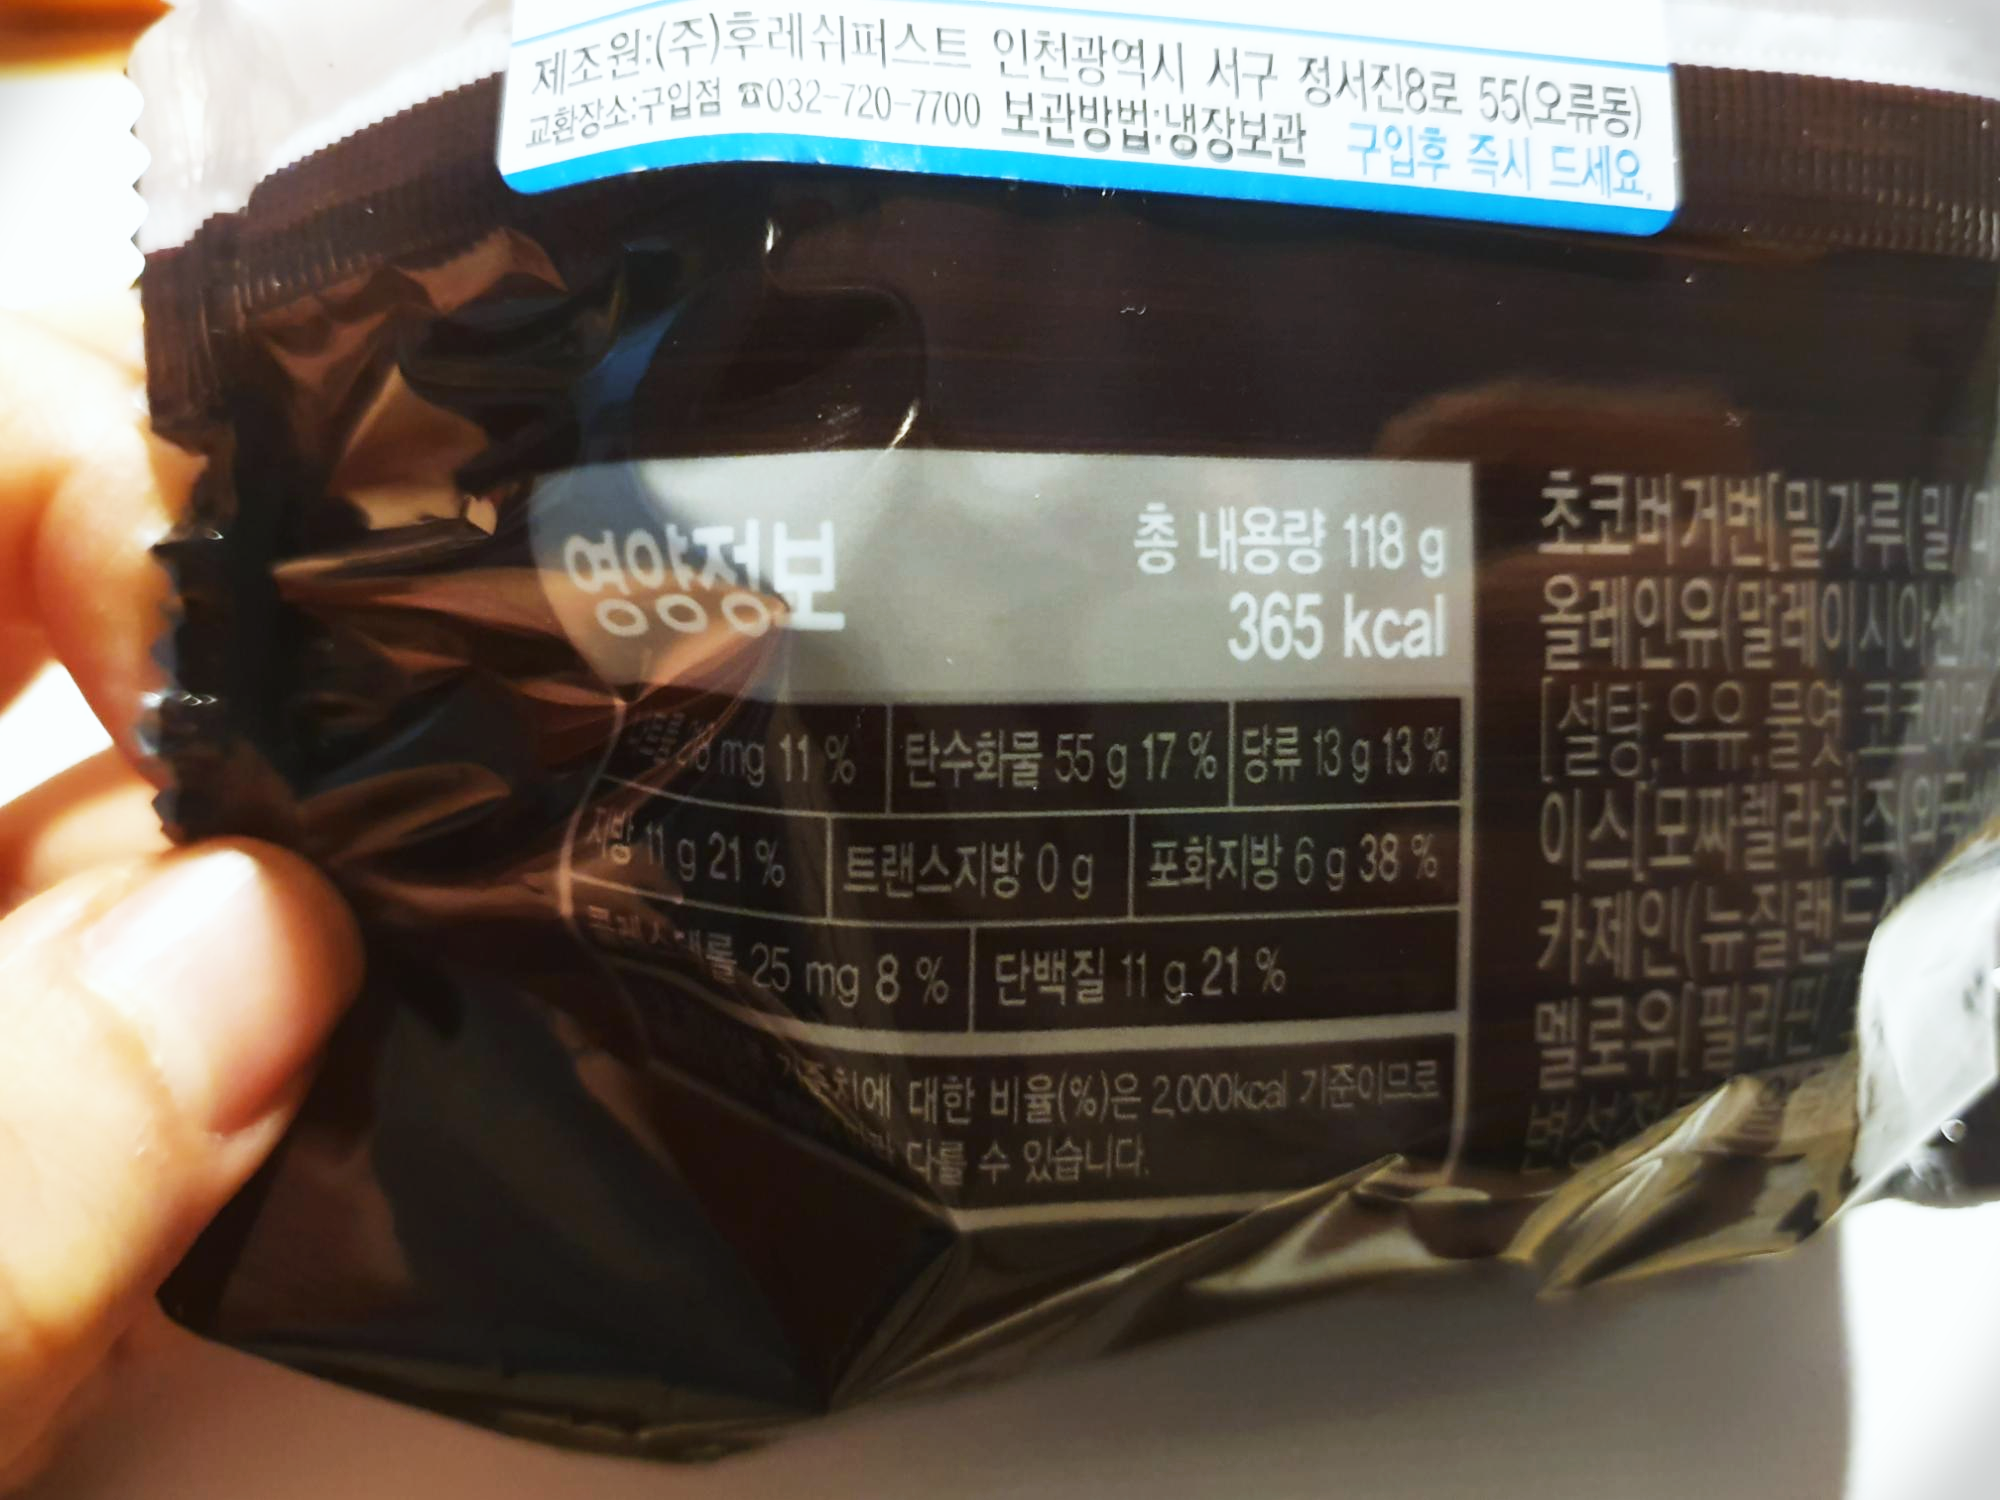 제조원:(주)후레쉬퍼스트 인천광역시 서구 정서진8로 55(오류동)
교환장소:구입점 ☎032-720-7700 보관방법:냉장보관 구입후 즉시 드세요.
영양정보
총 내용량 118 g
365 kcal
mg 11 % 탄수화물 55 g 17 % 당류 13 g 13 %
지방 11 g 21 % 트랜스지방 0 g 포화지방 6 g 38 %
25 mg 8 % 단백질 11 g 21 %
대한 비율(%)은 2,000kcal 기준이므로
다를 수 있습니다.
초코버거번[밀가루(밀/
올레인유(말레이시아산),
[설탕,우유,물엿,
이스[모짜렐라치즈
카제인(뉴질랜드
멜로우[필리핀/